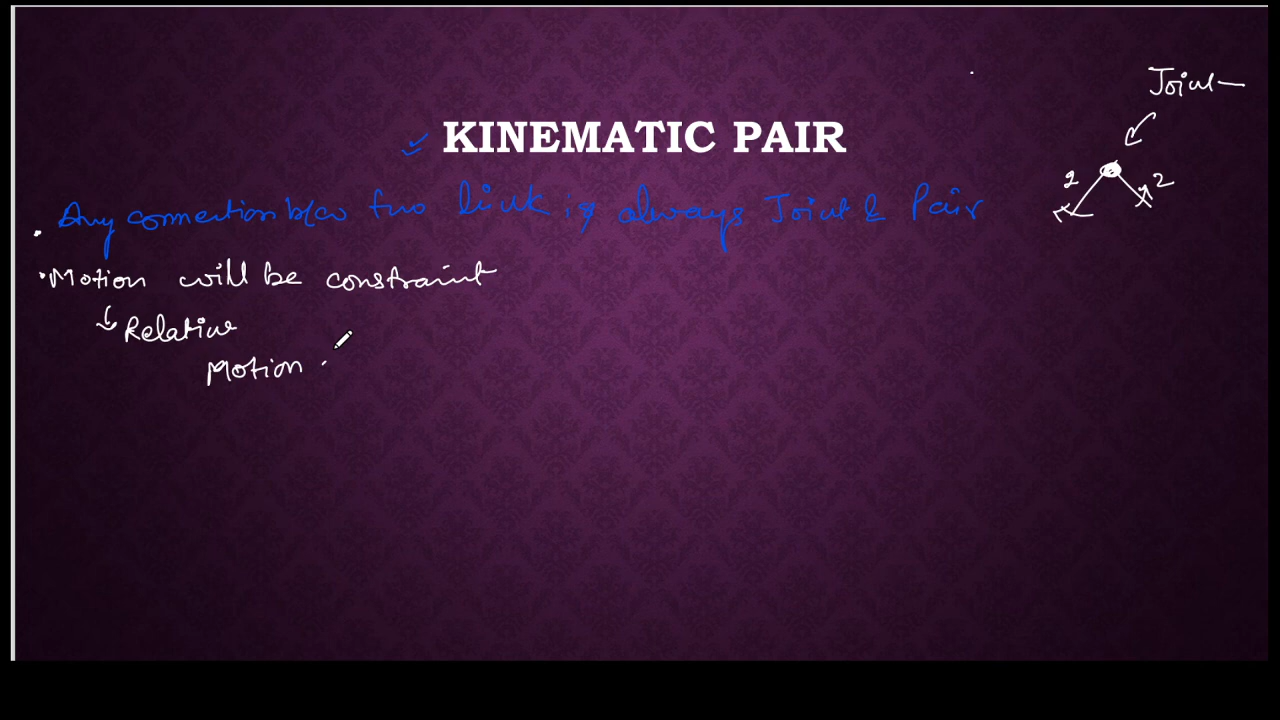 Joint
KINEMATIC PAIR
2 2
Any connection b/w two link is always Joint & Pair
Motion will be constraint
Relative
Motion